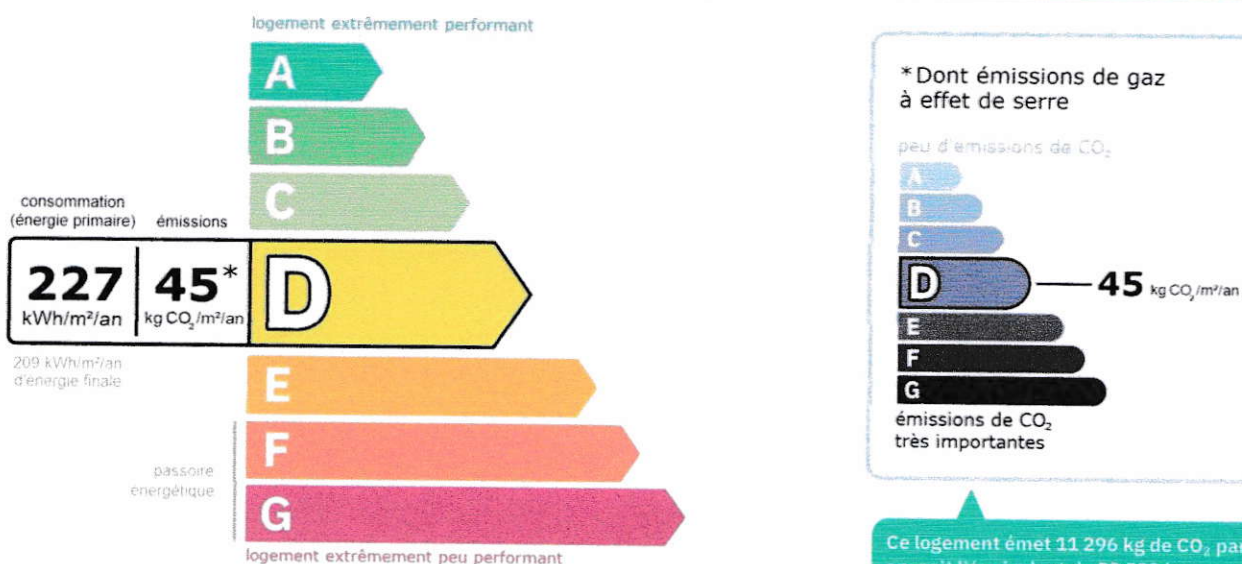 logement extrêmement performant
A
B
C
consommation
(énergie primaire)
émissions
227
kWh/m²/an
45*
kg CO₂/m²/an
D
209 kWh/m²/an
d'énergie finale
E
F
passoire
énergétique
G
logement extrêmement peu performant
*Dont émissions de gaz
à effet de serre
peu d'émissions de CO₂
A
B
C
D
45 kg CO₂/m²/an
E
F
G
émissions de CO₂
très importantes
Ce logement émet 11 296 kg de CO₂ par